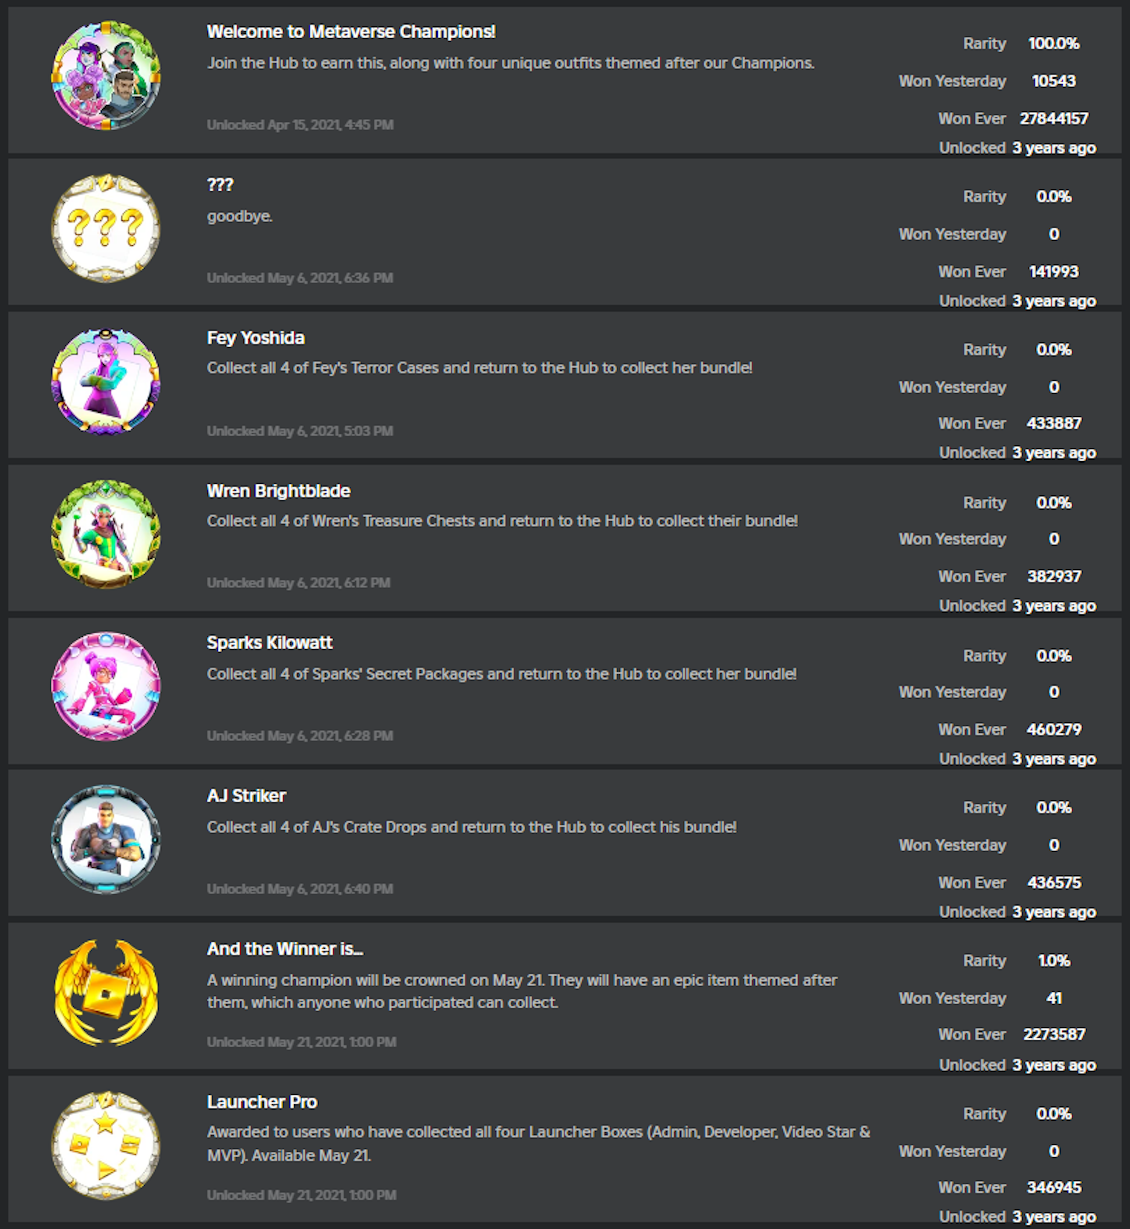 Welcome to Metaverse Champions!
Join the Hub to earn this, along with four unique outfits themed after our Champions.
Unlocked Apr 15, 2021, 4:45 PM
Rarity 100.0%
Won Yesterday 10543
Won Ever 27844157
Unlocked 3 years ago
???
goodbye.
Unlocked May 6, 2021, 6:36 PM
Rarity 0.0%
Won Yesterday 0
Won Ever 141993
Unlocked 3 years ago
Fey Yoshida
Collect all 4 of Fey's Terror Cases and return to the Hub to collect her bundle!
Unlocked May 6, 2021, 5:03 PM
Rarity 0.0%
Won Yesterday 0
Won Ever 433887
Unlocked 3 years ago
Wren Brightblade
Collect all 4 of Wren's Treasure Chests and return to the Hub to collect their bundle!
Unlocked May 6, 2021, 6:12 PM
Rarity 0.0%
Won Yesterday 0
Won Ever 382937
Unlocked 3 years ago
Sparks Kilowatt
Collect all 4 of Sparks' Secret Packages and return to the Hub to collect her bundle!
Unlocked May 6, 2021, 6:28 PM
Rarity 0.0%
Won Yesterday 0
Won Ever 460279
Unlocked 3 years ago
AJ Striker
Collect all 4 of AJ's Crate Drops and return to the Hub to collect his bundle!
Unlocked May 6, 2021, 6:40 PM
Rarity 0.0%
Won Yesterday 0
Won Ever 436575
Unlocked 3 years ago
And the Winner is...
A winning champion will be crowned on May 21. They will have an epic item themed after
them, which anyone who participated can collect.
Unlocked May 21, 2021, 1:00 PM
Rarity 1.0%
Won Yesterday 41
Won Ever 2273587
Unlocked 3 years ago
Launcher Pro
Awarded to users who have collected all four Launcher Boxes (Admin, Developer, Video Star &
MVP). Available May 21.
Unlocked May 21, 2021, 1:00 PM
Rarity 0.0%
Won Yesterday 0
Won Ever 346945
Unlocked 3 years ago